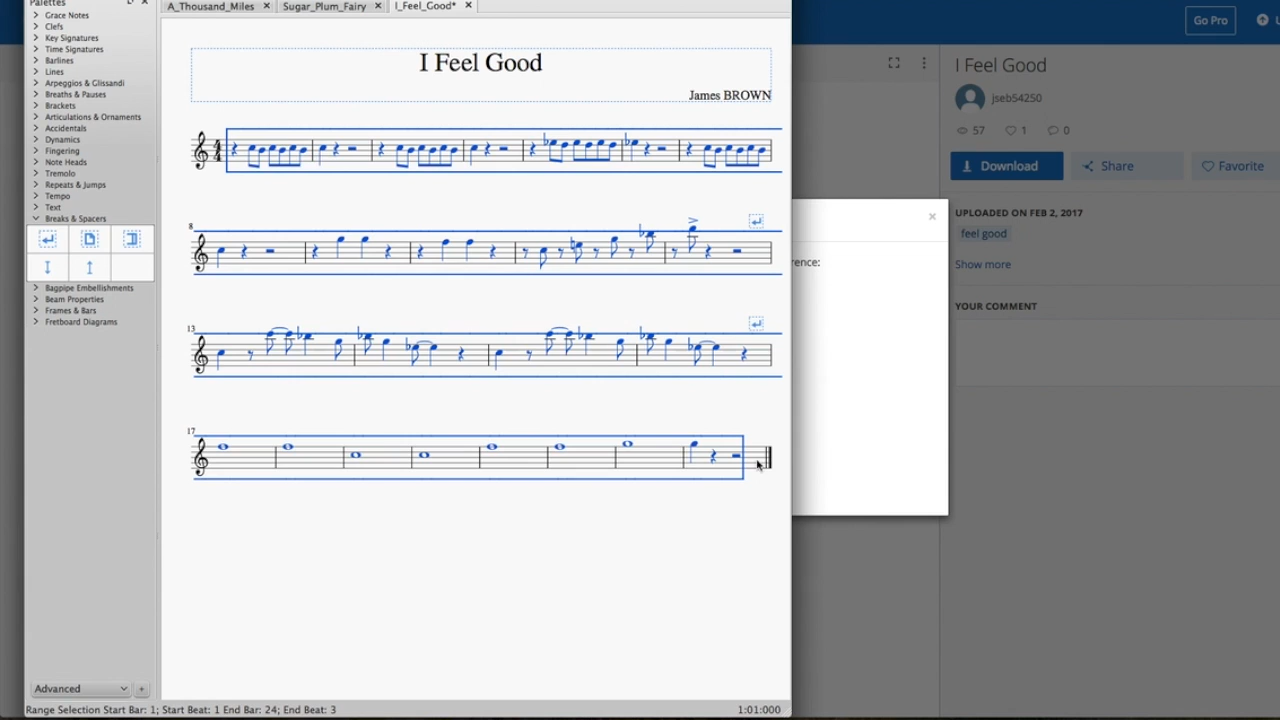 Palettes
Grace Notes
Clefs
Key Signatures
Time Signatures
Barlines
Lines
Arpeggios & Glissandi
Breaths & Pauses
Brackets
Articulations & Ornaments
Accidentals
Dynamics
Fingering
Note Heads
Tremolo
Repeats & Jumps
Tempo
Text
Breaks & Spacers
Bagpipe Embellishments
Beam Properties
Frames & Bars
Fretboard Diagrams
Advanced
+
A_Thousand_Miles
Sugar_Plum_Fairy
I_Feel_Good*
I Feel Good
James BROWN
4
4
8
13
17
Range Selection Start Bar: 1; Start Beat: 1 End Bar: 24; End Beat: 3
1:01:000
rence:
Go Pro
I Feel Good
jseb54250
57
1
0
Download
Share
Favorite
UPLOADED ON FEB 2, 2017
feel good
Show more
YOUR COMMENT